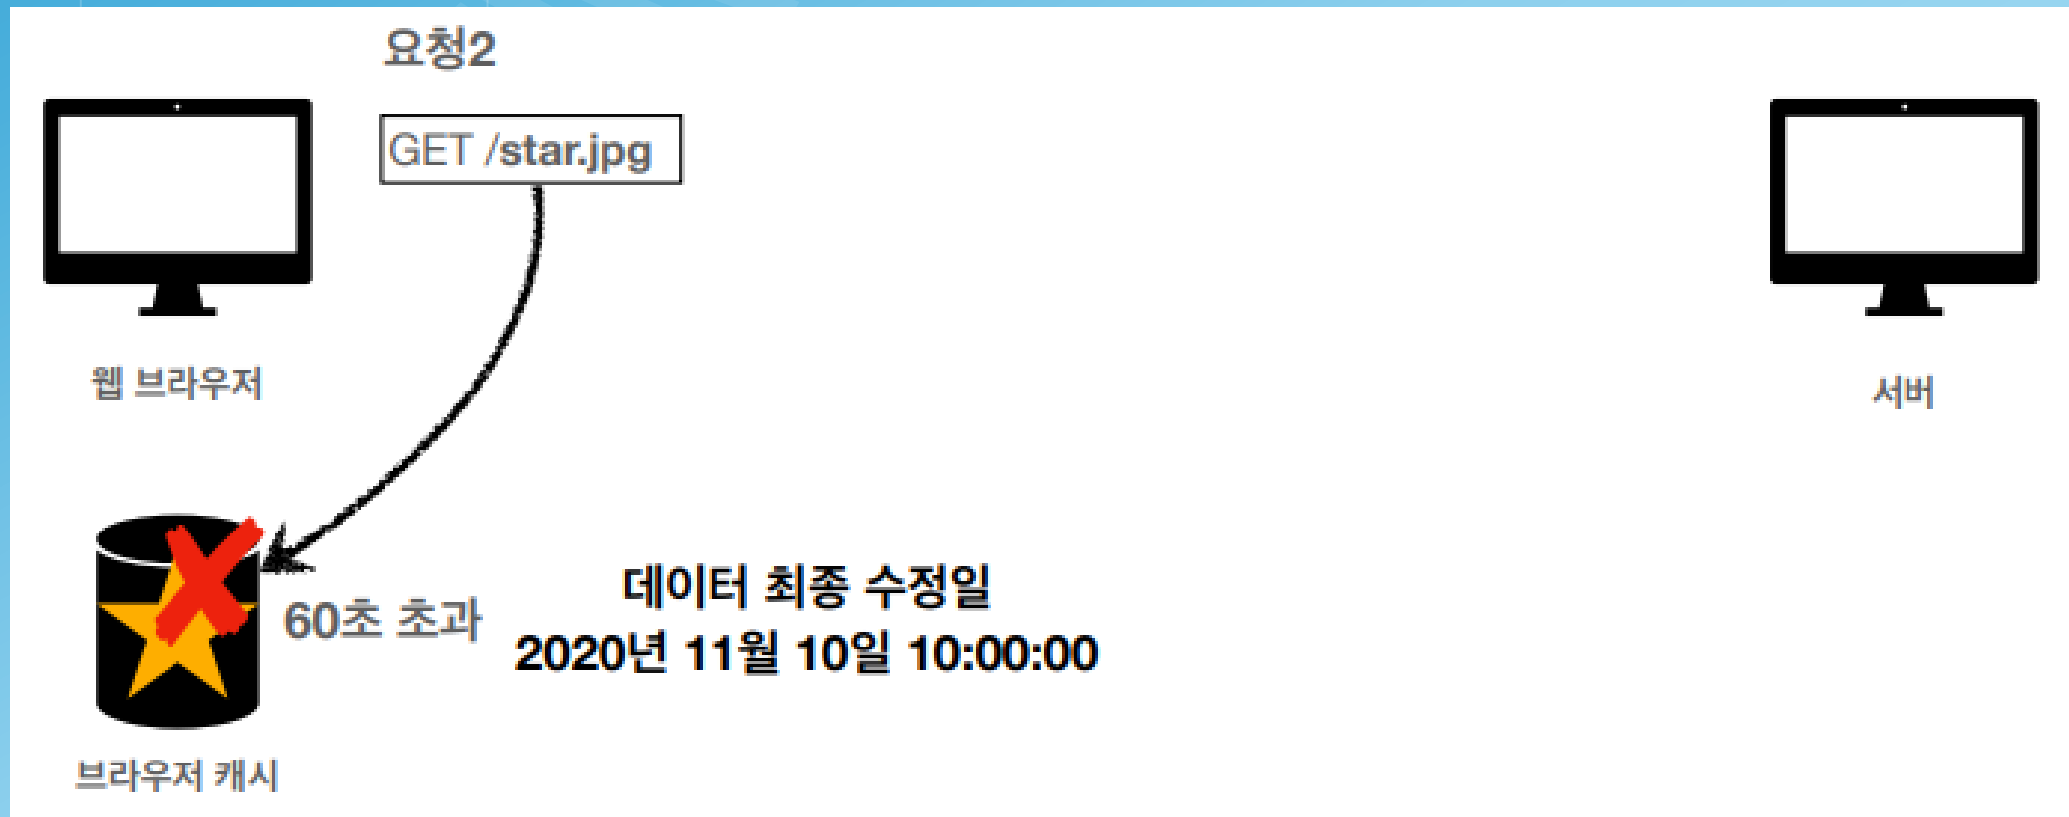 요청2
GET /star.jpg
웹 브라우저
서버
60초 초과
데이터 최종 수정일
2020년 11월 10일 10:00:00
브라우저 캐시